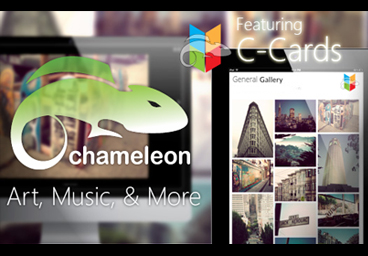 Featuring
C-Cards
General Gallery
chameleon
Art, Music, & More